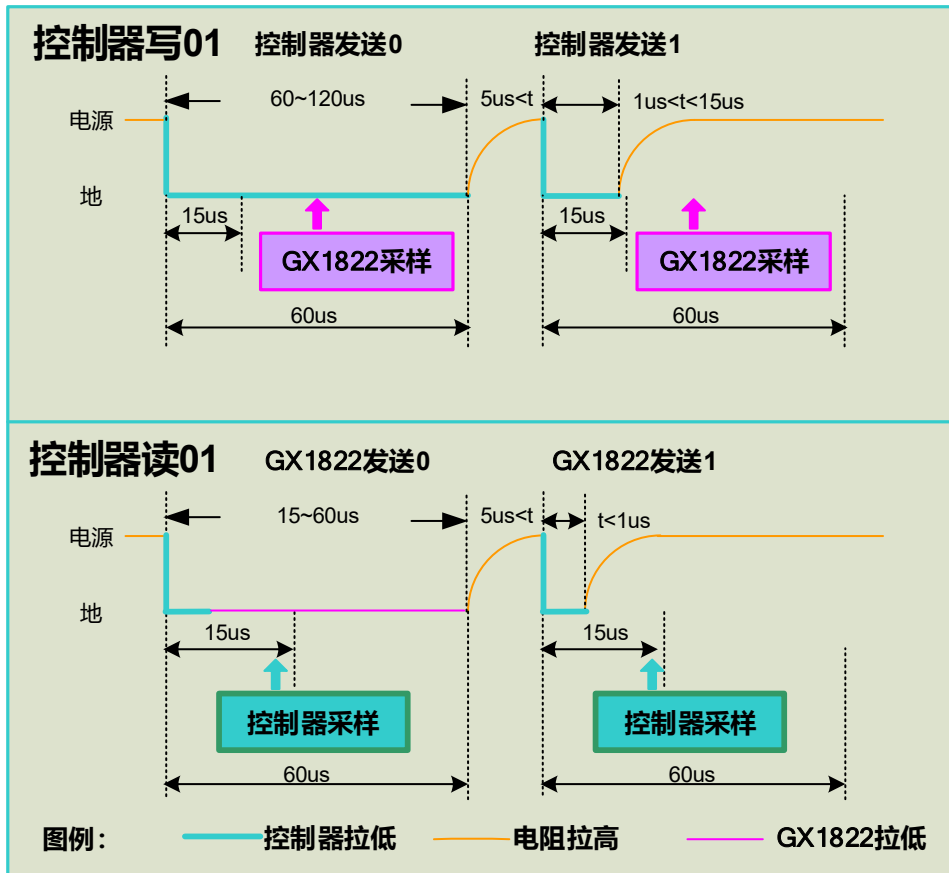 控制器写01
控制器发送0
控制器发送1
60~120us
5us<t
1us<t<15us
电源
地
15us
15us
GX1822采样
GX1822采样
60us
60us
控制器读01
GX1822发送0
GX1822发送1
15~60us
5us<t
t<1us
电源
地
15us
15us
控制器采样
控制器采样
60us
60us
图例：
控制器拉低
电阻拉高
GX1822拉低